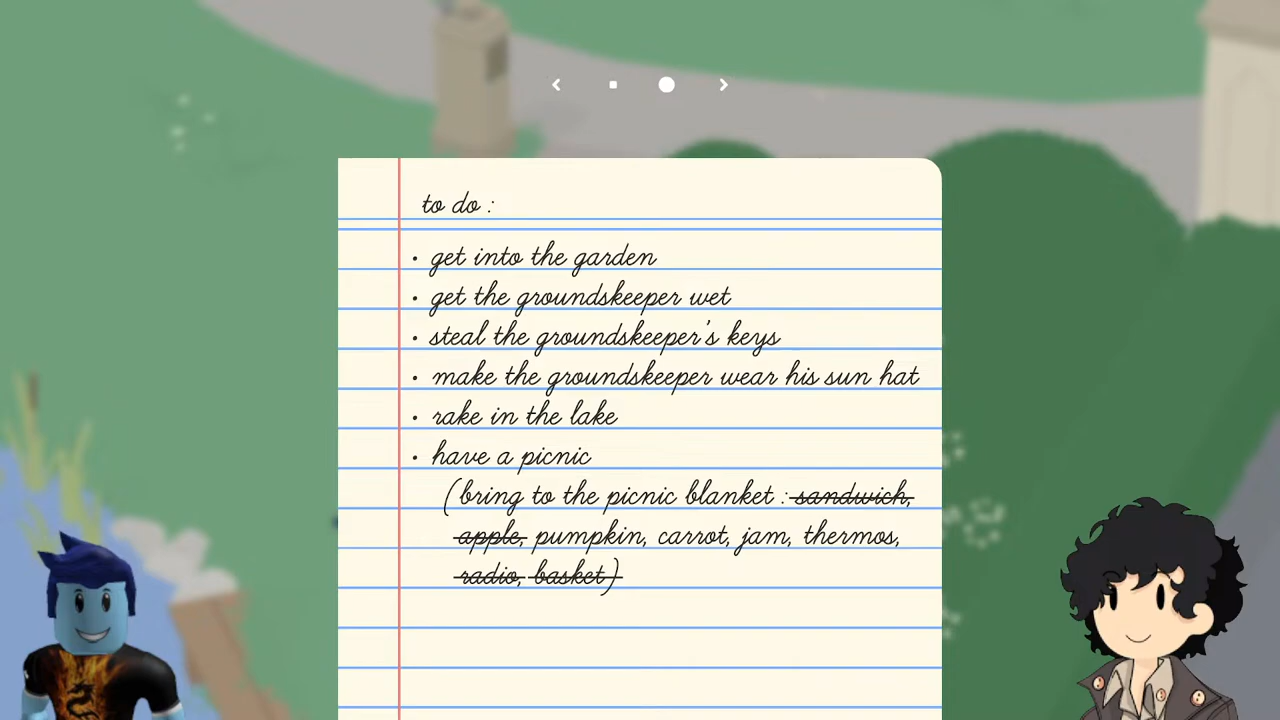 to do :
• get into the garden
• get the groundskeeper wet
• steal the groundskeeper's keys
• make the groundskeeper wear his sun hat
• rake in the lake
• have a picnic
(bring to the picnic blanket : sandwich,
apple, pumpkin, carrot, jam, thermos,
radio, basket)